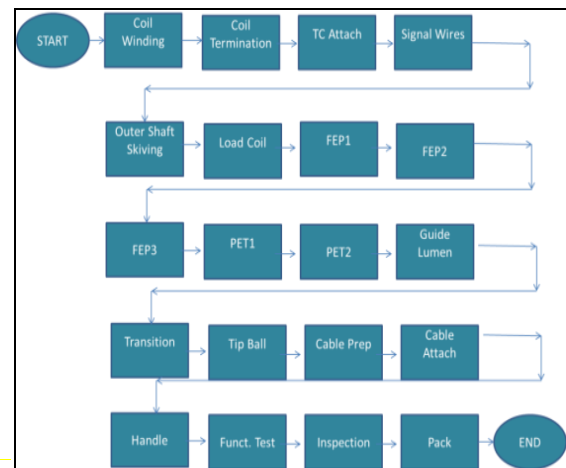 START
Coil
Winding
Coil
Termination
TC Attach
Signal Wires
Outer Shaft
Skiving
Load Coil
FEP1
FEP2
FEP3
PET1
PET2
Guide
Lumen
Transition
Tip Ball
Cable Prep
Cable
Attach
Handle
Funct. Test
Inspection
Pack
END